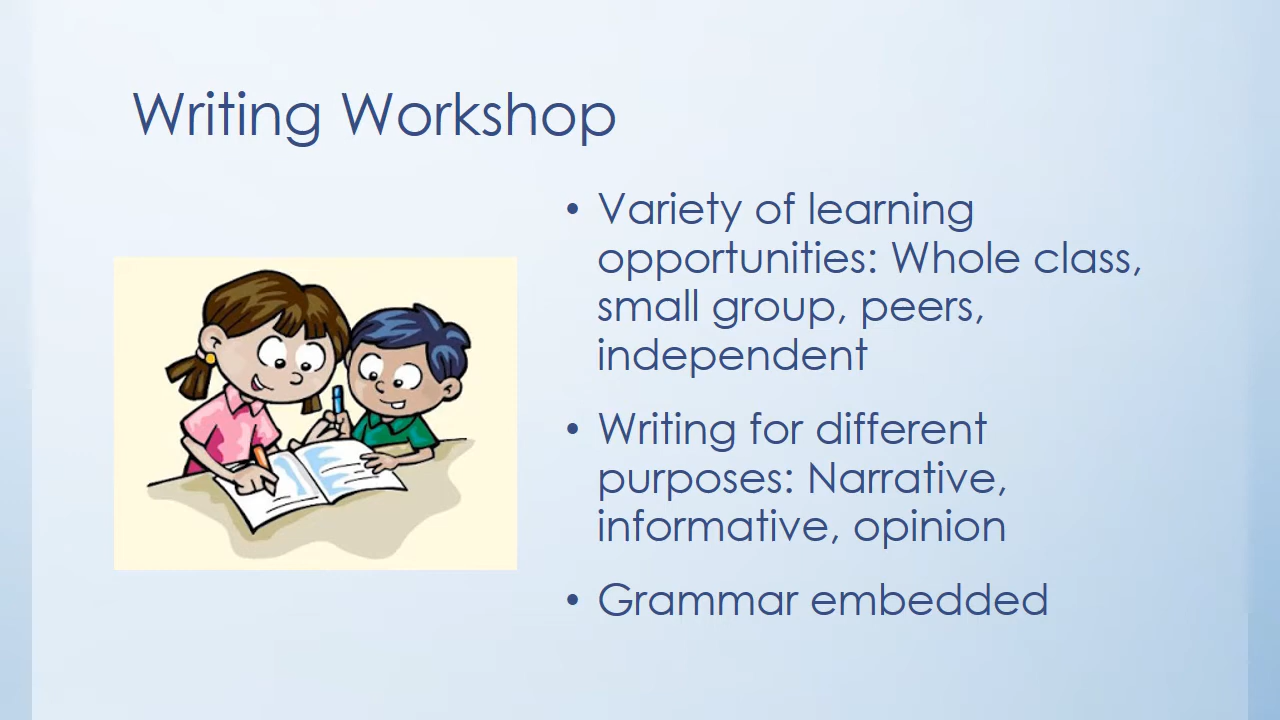 Writing Workshop
• Variety of learning
opportunities: Whole class,
small group, peers,
independent
• Writing for different
purposes: Narrative,
informative, opinion
• Grammar embedded